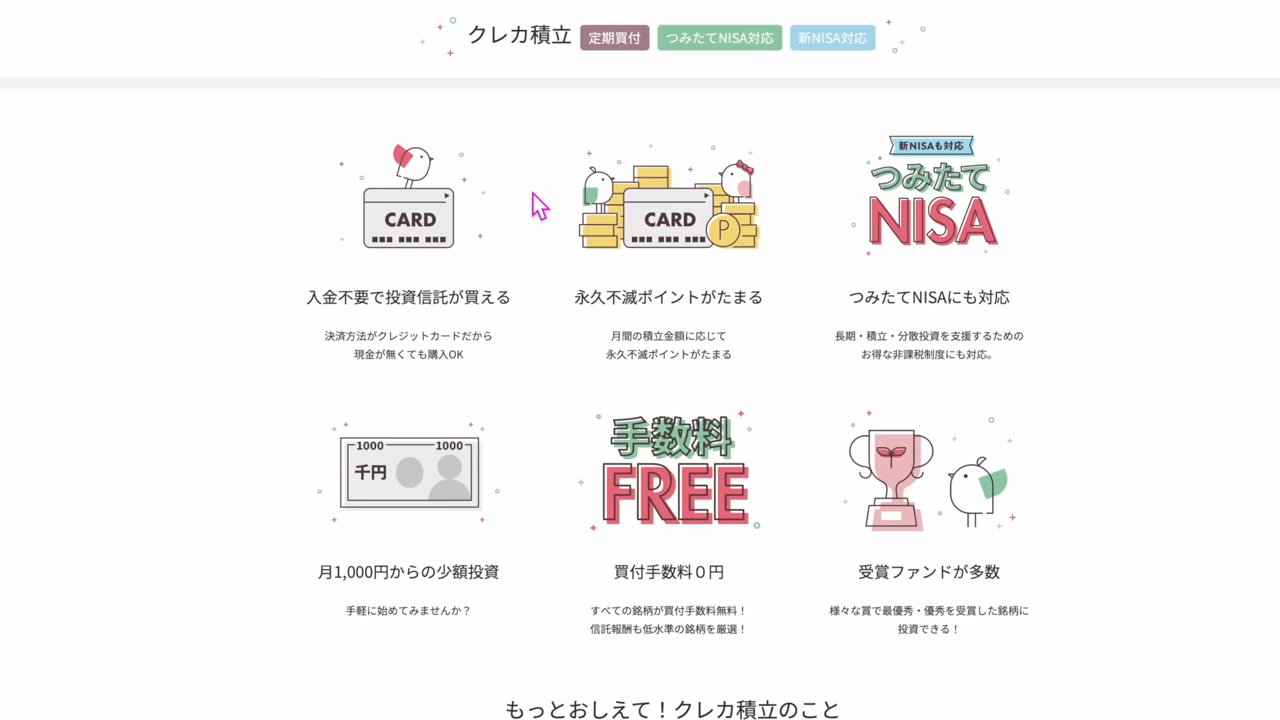 クレカ積立 定期買付 つみたてNISA対応 新NISA対応
CARD
CARD
P
新NISAも対応
つみたて
NISA
入金不要で投資信託が買える
決済方法がクレジットカードだから
現金が無くても購入OK
永久不滅ポイントがたまる
月間の積立金額に応じて
永久不滅ポイントがたまる
つみたてNISAにも対応
長期・積立・分散投資を支援するための
お得な非課税制度にも対応。
1000 1000
千円
手数料
FREE
月1,000円からの少額投資
手軽に始めてみませんか？
買付手数料０円
すべての銘柄が買付手数料無料！
信託報酬も低水準の銘柄を厳選！
受賞ファンドが多数
様々な賞で最優秀・優秀を受賞した銘柄に
投資できる！
もっとおしえて！クレカ積立のこと